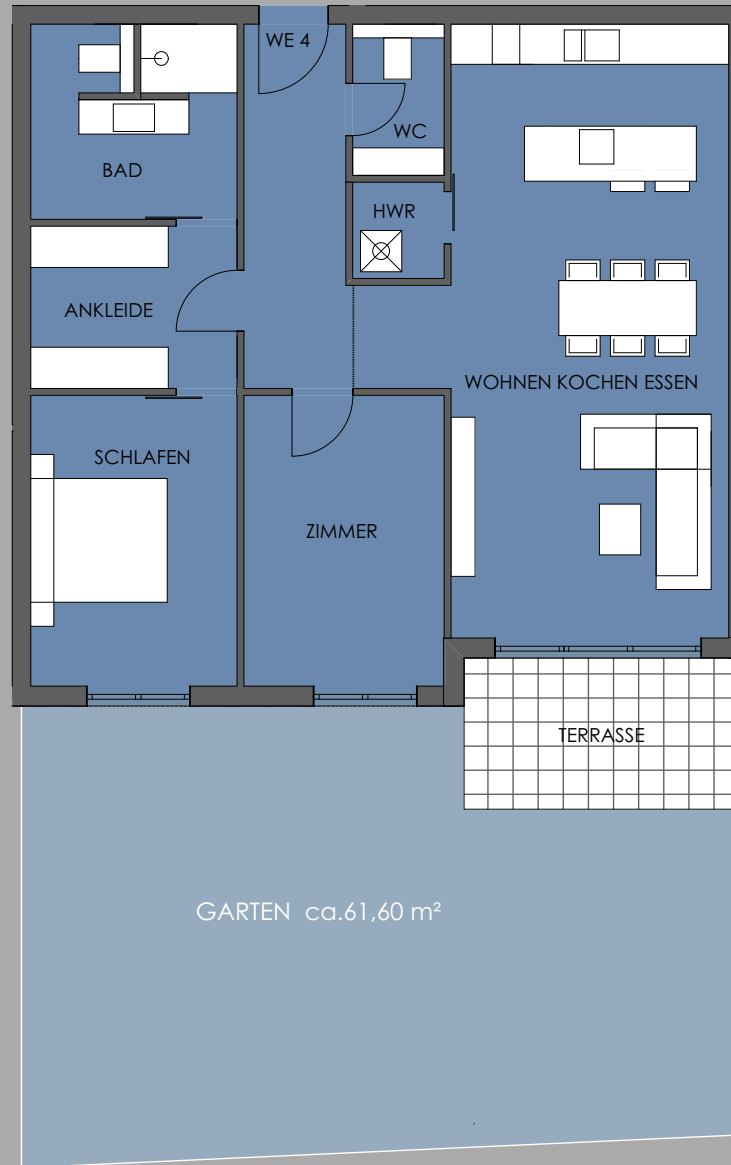 WE 4
WC
BAD
HWR
ANKLEIDE
WOHNEN KOCHEN ESSEN
SCHLAFEN
ZIMMER
TERRASSE
GARTEN ca.61,60 m²